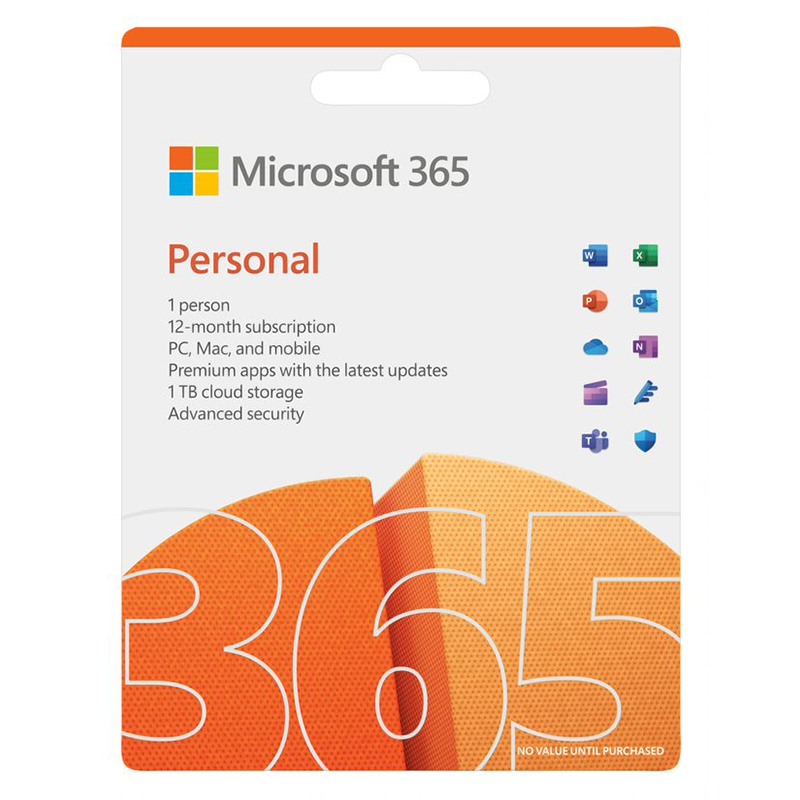 Microsoft 365
Personal
1 person
12-month subscription
PC, Mac, and mobile
Premium apps with the latest updates
1 TB cloud storage
Advanced security
W
X
P
O
N
T
365
NO VALUE UNTIL PURCHASED